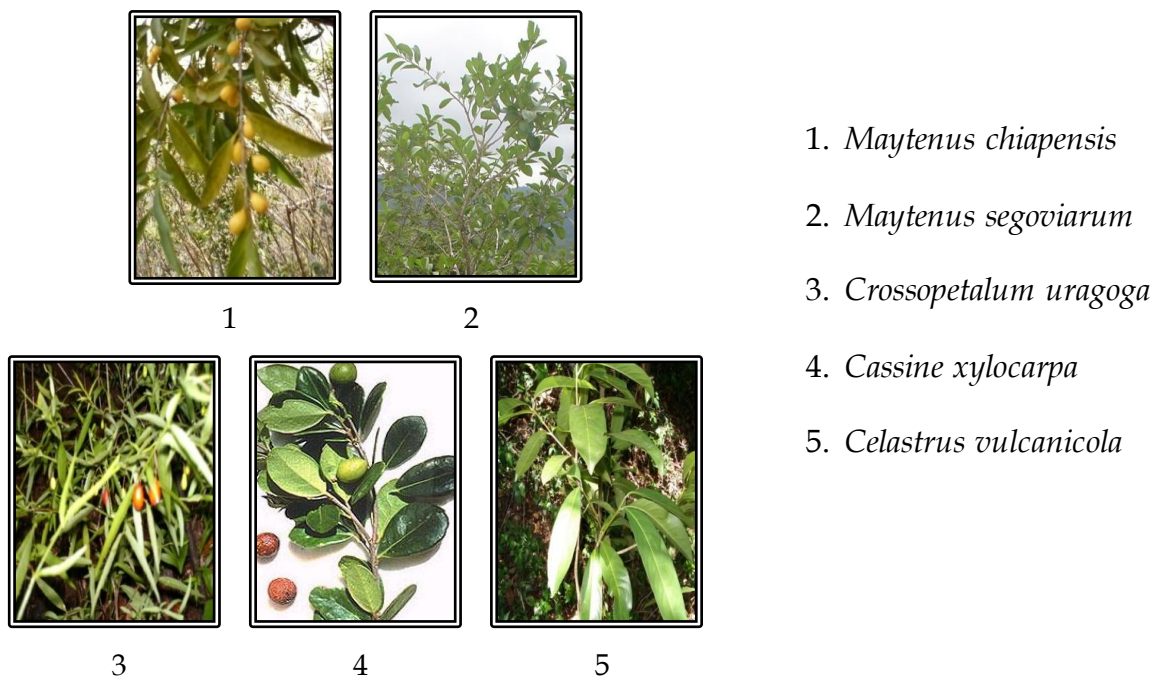 1
2
3
4
5
1. Maytenus chiapensis
2. Maytenus segoviarum
3. Crossopetalum uragoga
4. Cassine xylocarpa
5. Celastrus vulcanicola